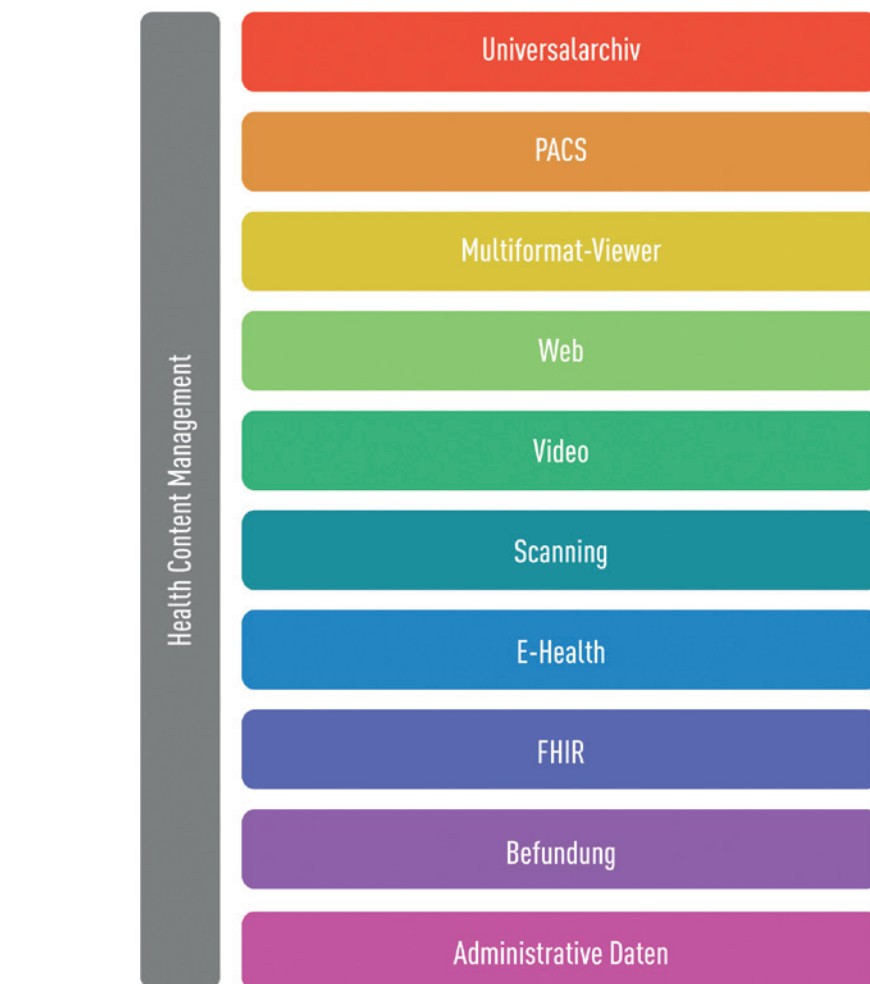 Health Content Management
Universalarchiv
PACS
Multiformat-Viewer
Web
Video
Scanning
E-Health
FHIR
Befundung
Administrative Daten